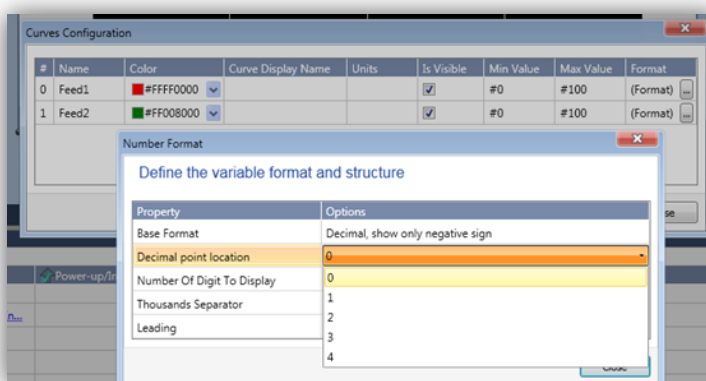 Curves Configuration
# Name Color Curve Display Name Units Is Visible Min Value Max Value Format
0 Feed1 #FFFF0000 #0 #100 (Format) ...
1 Feed2 #FF008000 #0 #100 (Format) ...
Number Format
Define the variable format and structure
Property Options
Base Format Decimal, show only negative sign
Decimal point location 0
Number Of Digit To Display 0
Thousands Separator 1
2
Leading 3
4
Power-up/In
n...
se
Close